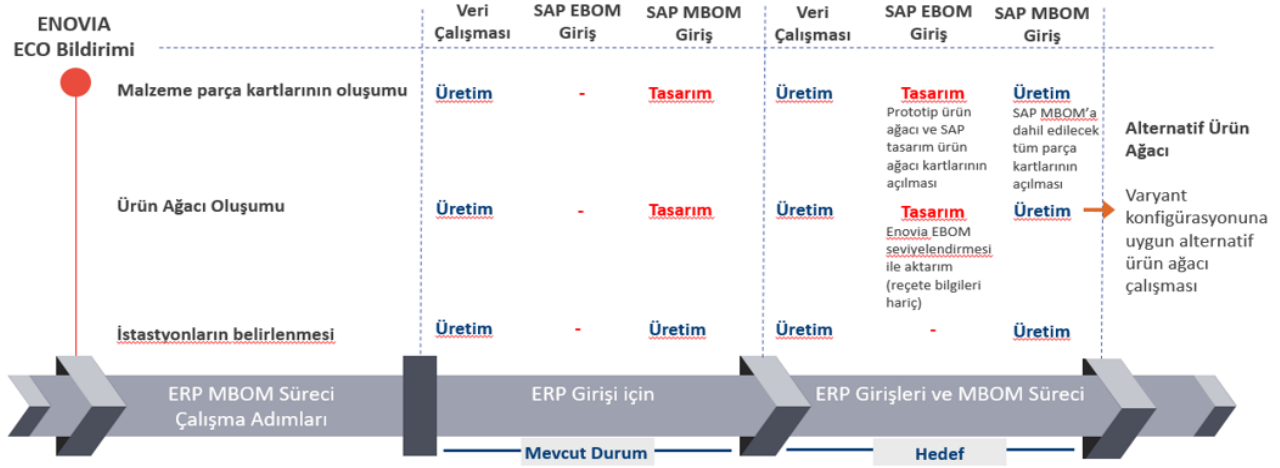 ENOVIA
ECO Bildirimi
Veri
Çalışması
SAP EBOM
Giriş
SAP MBOM
Giriş
Veri
Çalışması
SAP EBOM
Giriş
SAP MBOM
Giriş
Malzeme parça kartlarının oluşumu
Üretim
-
Tasarım
Üretim
Tasarım
Prototip ürün
ağacı ve SAP
tasarım ürün
ağacı kartlarının
açılması
Üretim
SAP MBOM'a
dahil edilecek
tüm parça
kartlarının
açılması
Alternatif Ürün
Ağacı
Varyant
konfigürasyonuna
uygun alternatif
ürün ağacı
çalışması
Ürün Ağacı Oluşumu
Üretim
-
Tasarım
Üretim
Tasarım
Enovia EBOM
seviyelendirmesi
ile aktarım
(reçete bilgileri
hariç)
Üretim
İstastyonların belirlenmesi
Üretim
-
Üretim
Üretim
-
Üretim
ERP MBOM Süreci
Çalışma Adımları
ERP Girişi için
ERP Girişleri ve MBOM Süreci
Mevcut Durum
Hedef